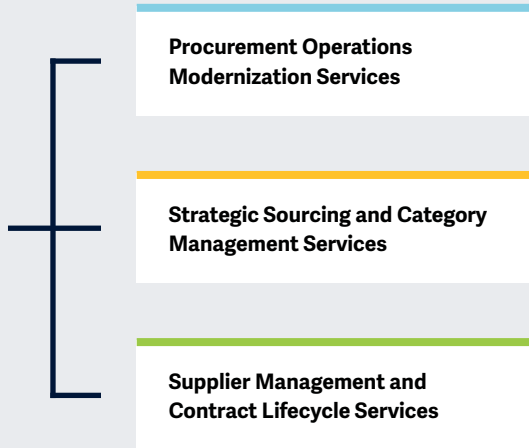 Procurement Operations
Modernization Services
Strategic Sourcing and Category
Management Services
Supplier Management and
Contract Lifecycle Services